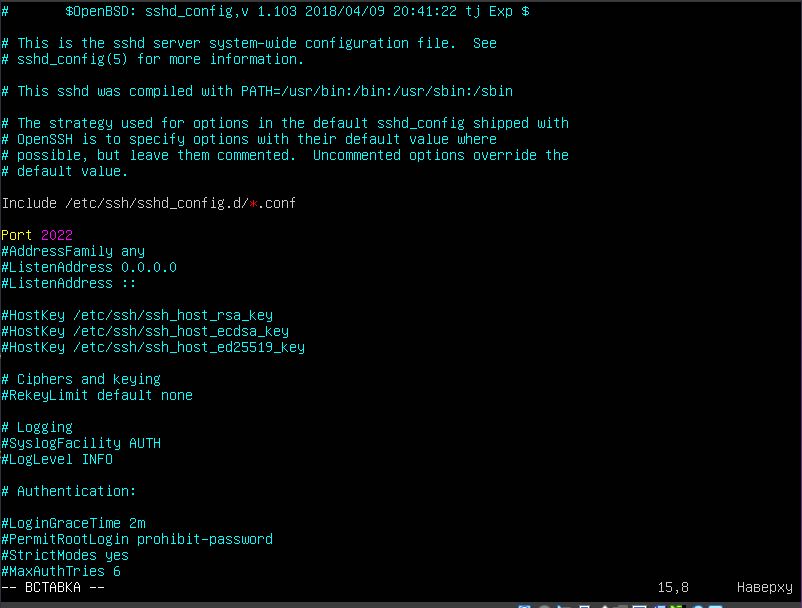 #       $OpenBSD: sshd_config,v 1.103 2018/04/09 20:41:22 tj Exp $
# This is the sshd server system-wide configuration file.  See
# sshd_config(5) for more information.
# This sshd was compiled with PATH=/usr/bin:/bin:/usr/sbin:/sbin
# The strategy used for options in the default sshd_config shipped with
# OpenSSH is to specify options with their default value where
# possible, but leave them commented.  Uncommented options override the
# default value.
Include /etc/ssh/sshd_config.d/*.conf
Port 2022
#AddressFamily any
#ListenAddress 0.0.0.0
#ListenAddress ::
#HostKey /etc/ssh/ssh_host_rsa_key
#HostKey /etc/ssh/ssh_host_ecdsa_key
#HostKey /etc/ssh/ssh_host_ed25519_key
# Ciphers and keying
#RekeyLimit default none
# Logging
#SyslogFacility AUTH
#LogLevel INFO
# Authentication:
#LoginGraceTime 2m
#PermitRootLogin prohibit-password
#StrictModes yes
#MaxAuthTries 6
-- ВСТАВКА --                                                                     15,8      Наверху